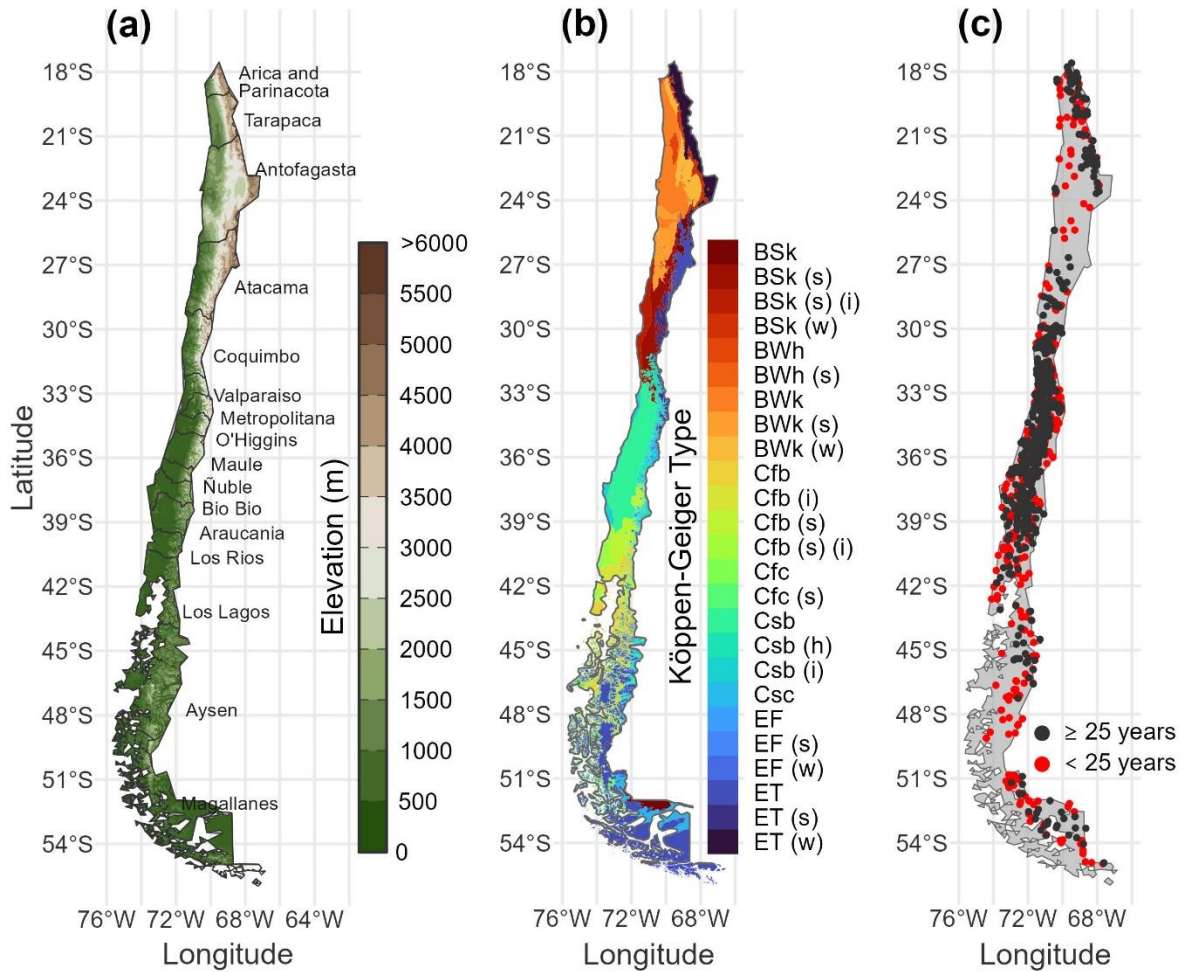 (a)
18°S
21°S
24°S
27°S
30°S
33°S
36°S
39°S
42°S
45°S
48°S
51°S
54°S
Latitude
76°W 72°W 68°W 64°W
Longitude
Arica and
Parinacota
Tarapaca
Antofagasta
Atacama
Coquimbo
Valparaiso
Metropolitana
O'Higgins
Maule
Ñuble
Bio Bio
Araucania
Los Rios
Los Lagos
Aysen
Magallanes
Elevation (m)
>6000
5500
5000
4500
4000
3500
3000
2500
2000
1500
1000
500
0
(b)
18°S
21°S
24°S
27°S
30°S
33°S
36°S
39°S
42°S
45°S
48°S
51°S
54°S
76°W 72°W 68°W
Longitude
Köppen-Geiger Type
BSk
BSk (s)
BSk (s) (i)
BSk (w)
BWh
BWh (s)
BWk
BWk (s)
BWk (w)
Cfb
Cfb (i)
Cfb (s)
Cfb (s) (i)
Cfc
Cfc (s)
Csb
Csb (h)
Csb (i)
Csc
EF
EF (s)
EF (w)
ET
ET (s)
ET (w)
(c)
18°S
21°S
24°S
27°S
30°S
33°S
36°S
39°S
42°S
45°S
48°S
51°S
54°S
76°W 72°W 68°W
Longitude
≥ 25 years
< 25 years